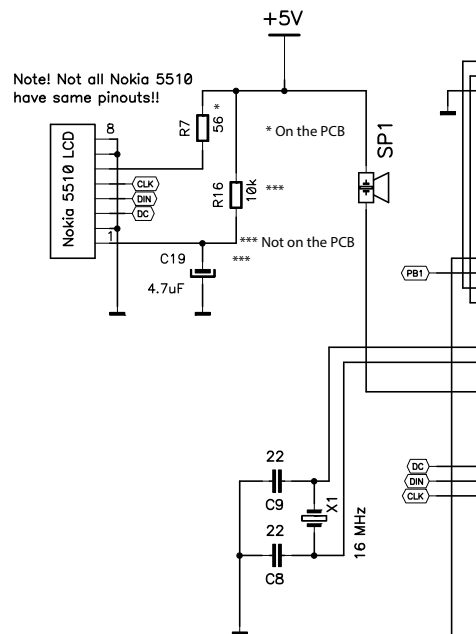 +5V
Note! Not all Nokia 5510
have same pinouts!!
Nokia 5510 LCD
8
1
CLK
DIN
DC
R7
56
*
* On the PCB
R16
10k
***
*** Not on the PCB
***
C19
4.7uF
SP1
PB1
DC
DIN
CLK
22
C9
22
C8
X1
16 MHz